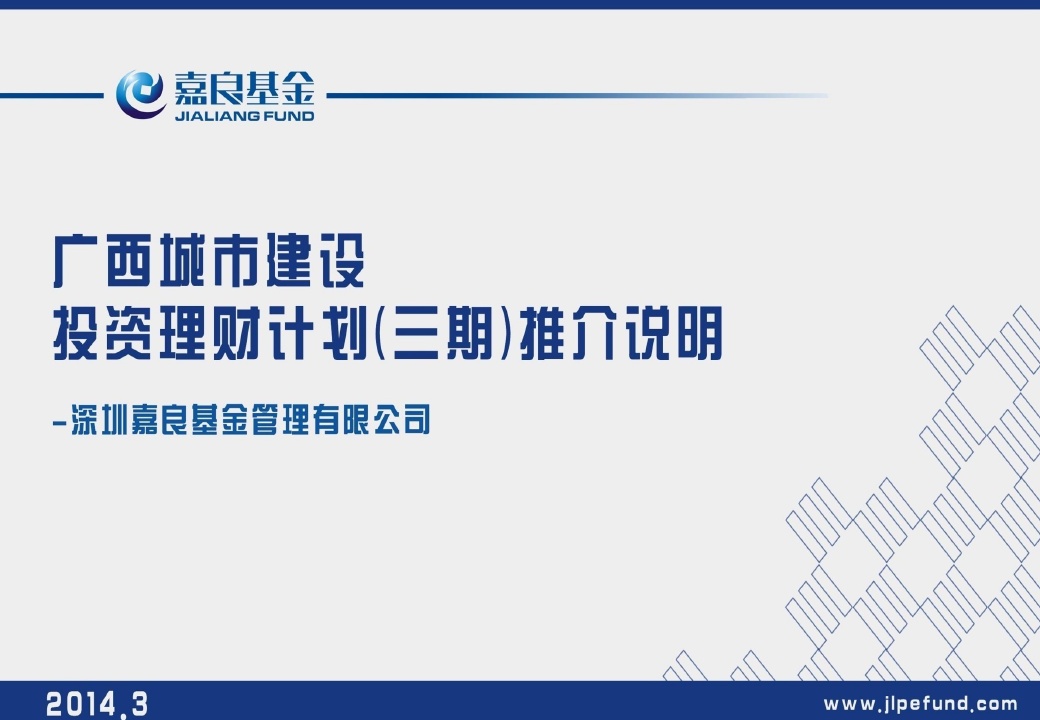 嘉良基金
JIALIANG FUND
广西城市建设
投资理财计划(三期)推介说明
-深圳嘉良基金管理有限公司
2014.3
www.jlpefund.com